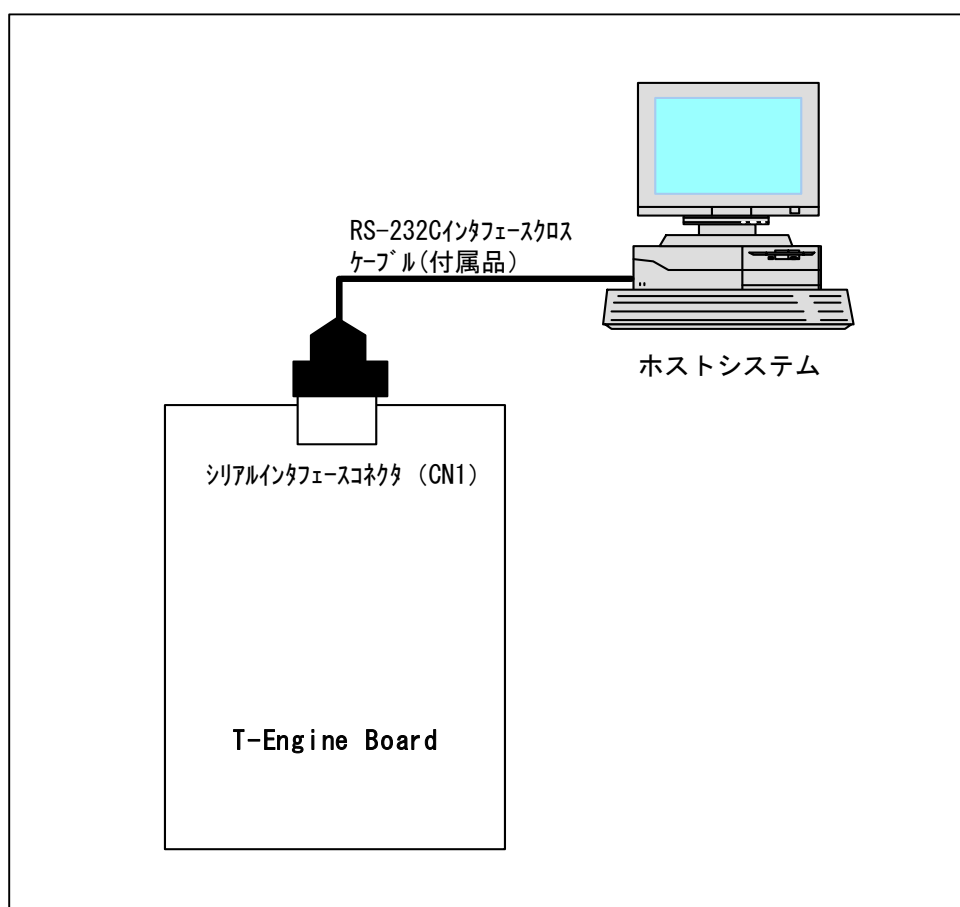 RS-232Cｲﾝﾀﾌｪｰｽｸﾛｽ
ｹｰﾌﾞﾙ(付属品)
ホストシステム
ｼﾘｱﾙｲﾝﾀﾌｪｰｽｺﾈｸﾀ (CN1)
T-Engine Board